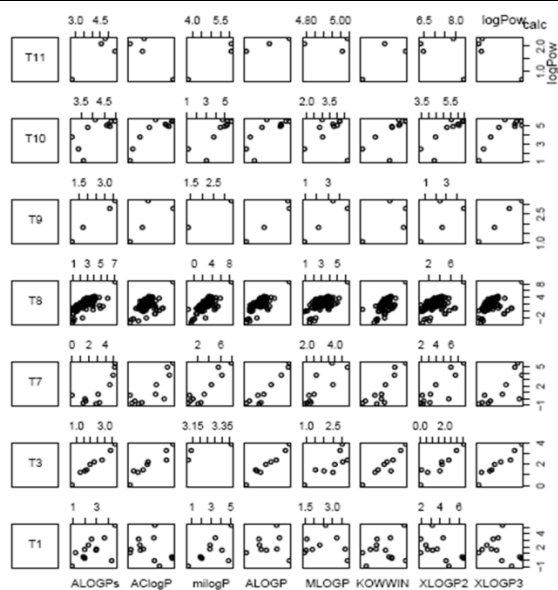 3.0 4.5 4.0 5.5 4.80 5.00 6.5 8.0 logPow calc
T11 1.0 2.0 logPow
3.5 4.5 1 3 5 2.0 3.5 3.5 5.5
T10 1 3 5
1.5 3.0 1.5 2.5 1 3 1 3
T9 1.0 2.5
1 3 5 7 0 4 8 1 3 5 2 6
T8 -2 4 8
0 2 4 2 6 2.0 4.0 2 4 6
T7 -1 2 5
1.0 3.0 3.15 3.35 1.0 2.5 0.0 2.0
T3 0 2 4
1 3 1 3 5 1.5 3.0 2 4 6
T1 -1 2 4
ALOGPs AClogP milogP ALOGP MLOGP KOWWIN XLOGP2 XLOGP3